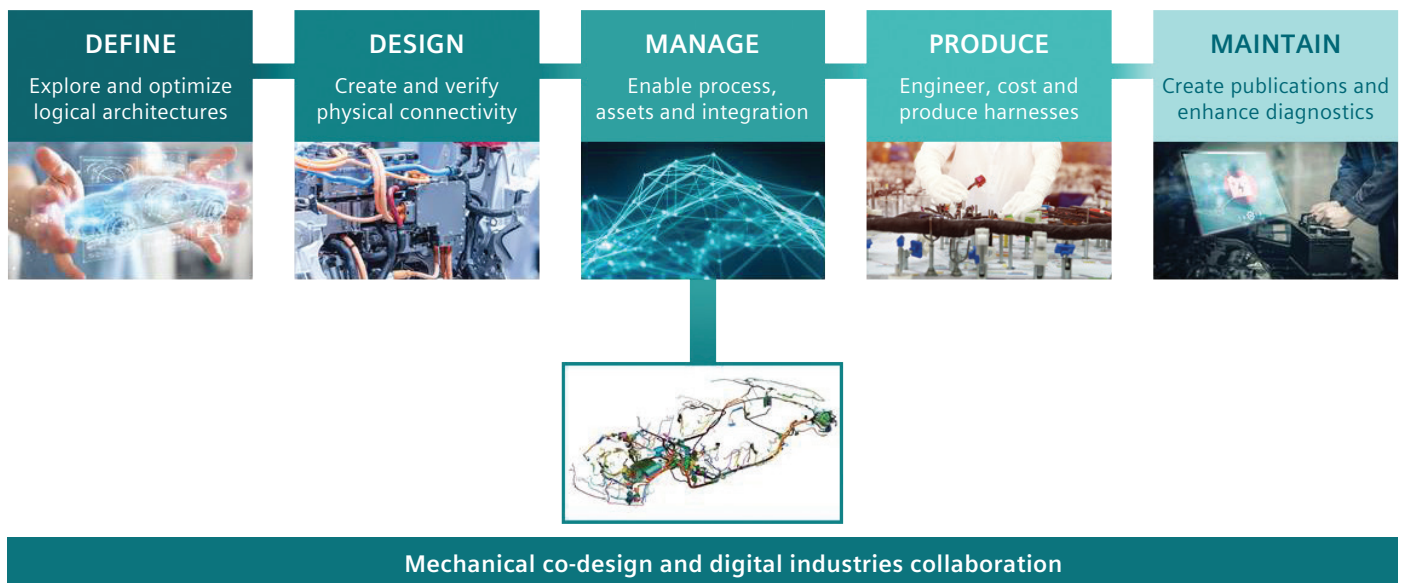 DEFINE
Explore and optimize
logical architectures
DESIGN
Create and verify
physical connectivity
MANAGE
Enable process,
assets and integration
PRODUCE
Engineer, cost and
produce harnesses
MAINTAIN
Create publications and
enhance diagnostics
Mechanical co-design and digital industries collaboration